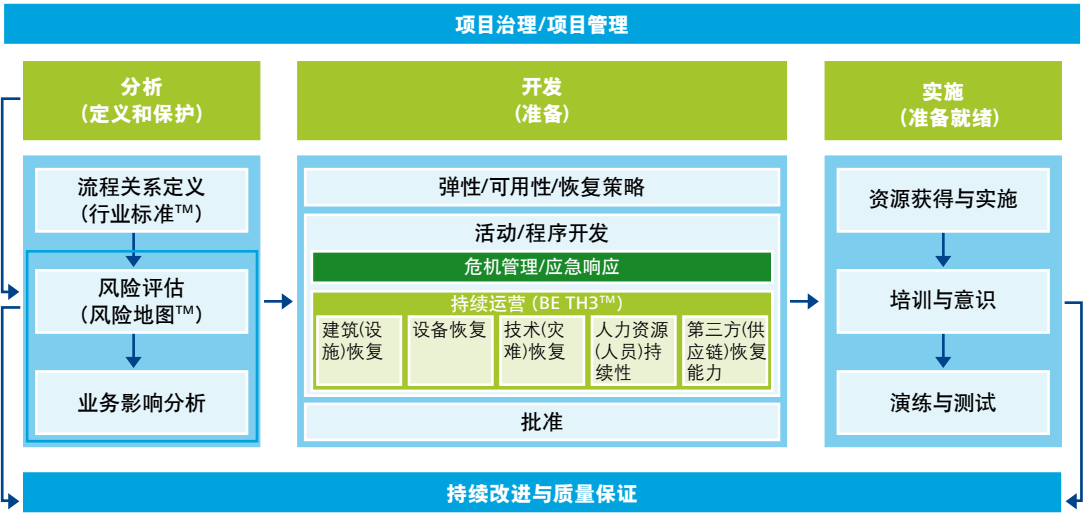 项目治理/项目管理
分析
(定义和保护)
流程关系定义
(行业标准™)
风险评估
(风险地图™)
业务影响分析
开发
(准备)
弹性/可用性/恢复策略
活动/程序开发
危机管理/应急响应
持续运营 (BE TH3™)
建筑(设
施)恢复
设备恢复
技术(灾
难)恢复
人力资源
(人员)持
续性
第三方(供
应链)恢复
能力
批准
实施
(准备就绪)
资源获得与实施
培训与意识
演练与测试
持续改进与质量保证